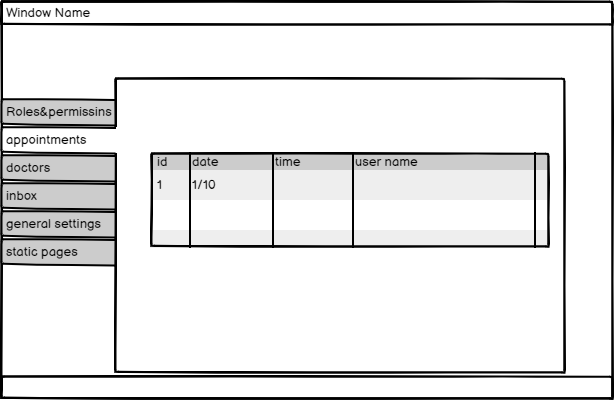 Window Name
Roles&permissins
appointments
doctors
inbox
general settings
static pages
id date time user name
1 1/10